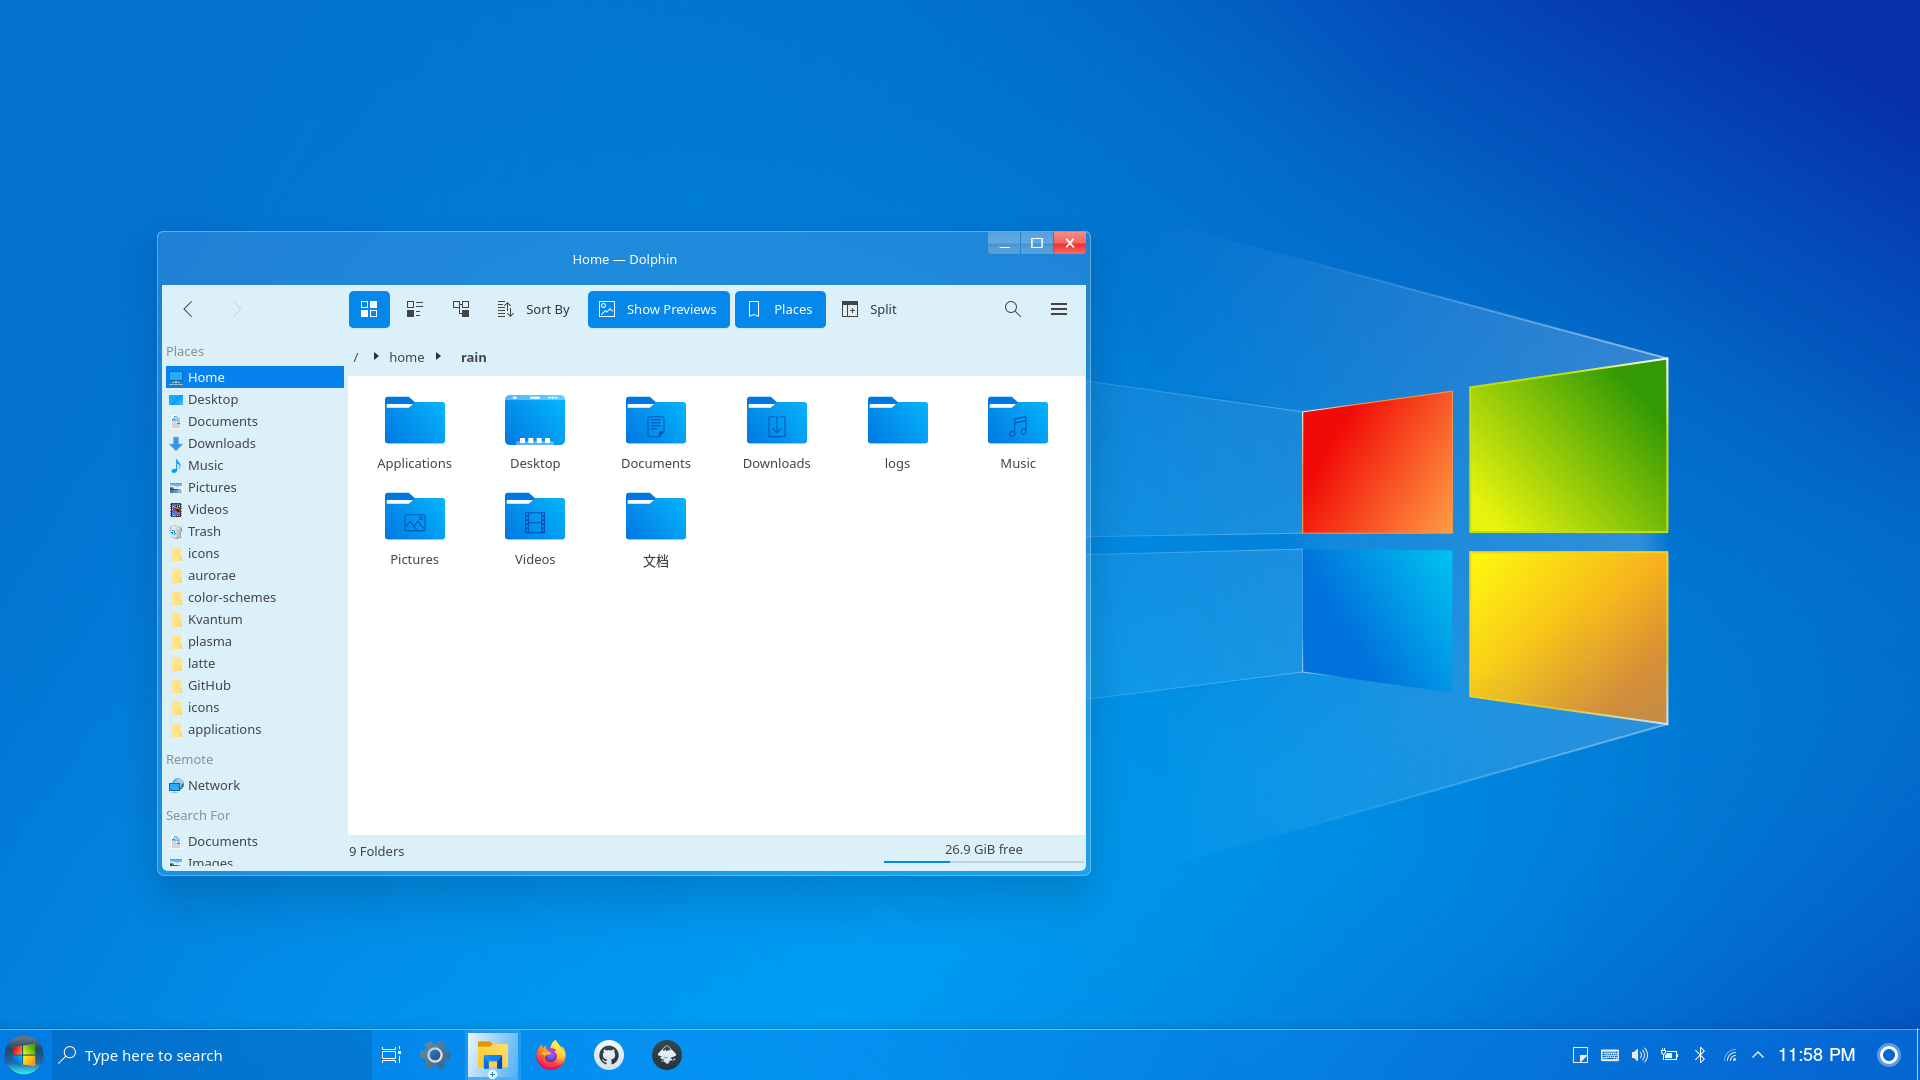 Home — Dolphin
Sort By
Show Previews
Places
Split
/ home rain
Places
Home
Desktop
Documents
Downloads
Music
Pictures
Videos
Trash
icons
aurorae
color-schemes
Kvantum
plasma
latte
GitHub
icons
applications
Remote
Network
Search For
Documents
Images
Applications
Desktop
Documents
Downloads
logs
Music
Pictures
Videos
文档
9 Folders
26.9 GiB free
Type here to search
11:58 PM